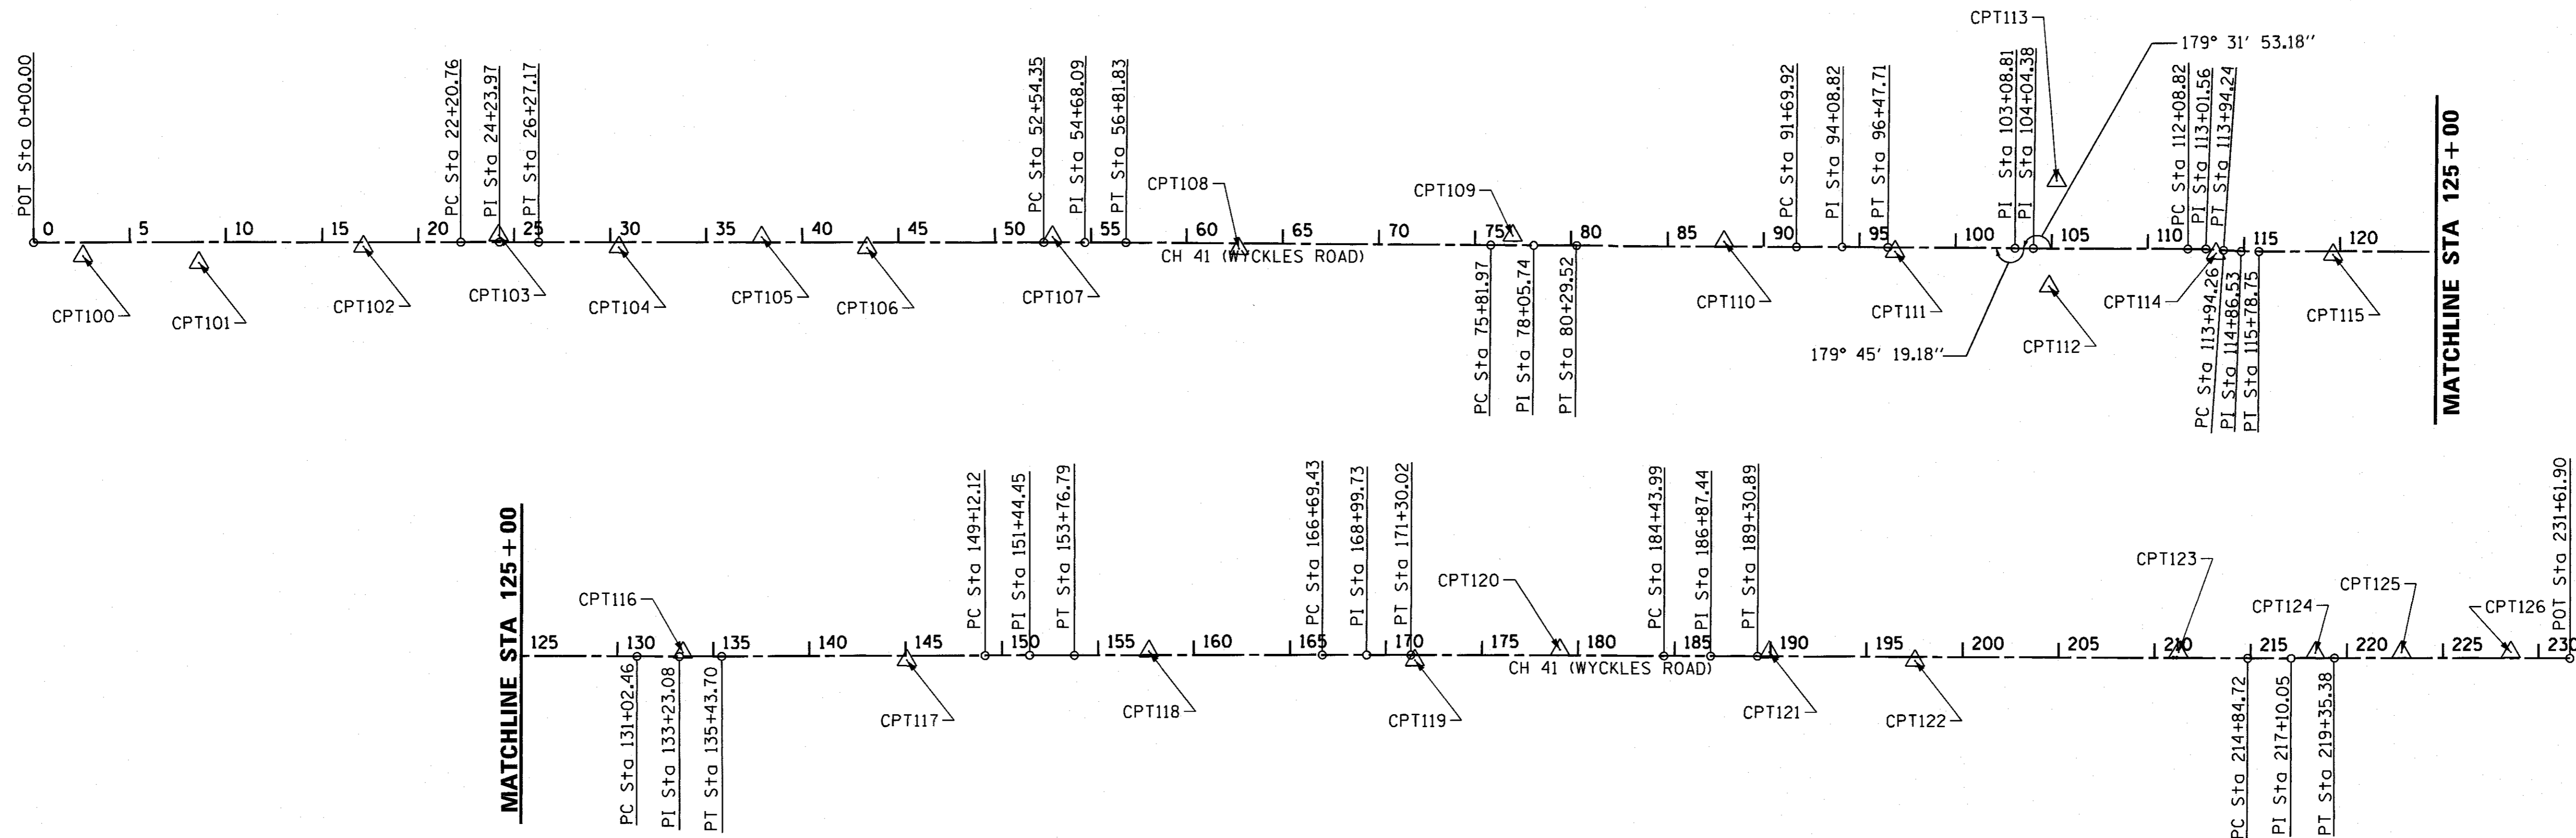 POT Sta 0+00.00
PC Sta 22+20.76
PI Sta 24+23.97
PT Sta 26+27.17
PC Sta 52+54.35
PI Sta 54+68.09
PT Sta 56+81.83
CPT108
CPT109
PC Sta 91+69.92
PI Sta 94+08.82
PT Sta 96+47.71
CPT113
PI Sta 103+08.81
PI Sta 104+04.38
179° 31' 53.18"
PC Sta 112+08.82
PI Sta 113+01.56
PT Sta 113+94.24
MATCHLINE STA 125+00
0 5 10 15 20 25 30 35 40 45 50 55 60 65 70 75 80 85 90 95 100 105 110 115 120
CH 41 (WYCKLES ROAD)
CPT100
CPT101
CPT102
CPT103
CPT104
CPT105
CPT106
CPT107
PC Sta 75+81.97
PI Sta 78+05.74
PT Sta 80+29.52
CPT110
CPT111
179° 45' 19.18"
CPT112
CPT114
PC Sta 113+94.26
PI Sta 114+86.53
PT Sta 115+78.75
CPT115
MATCHLINE STA 125+00
CPT116
PC Sta 149+12.12
PI Sta 151+44.45
PT Sta 153+76.79
PC Sta 166+69.43
PI Sta 168+99.73
PT Sta 171+30.02
CPT120
PC Sta 184+43.99
PI Sta 186+87.44
PT Sta 189+30.89
CPT123
CPT124
CPT125
CPT126
POT Sta 231+61.90
125 130 135 140 145 150 155 160 165 170 175 180 185 190 195 200 205 210 215 220 225 230
CH 41 (WYCKLES ROAD)
PC Sta 131+02.46
PI Sta 133+23.08
PT Sta 135+43.70
CPT117
CPT118
CPT119
CPT121
CPT122
PC Sta 214+84.72
PI Sta 217+10.05
PT Sta 219+35.38